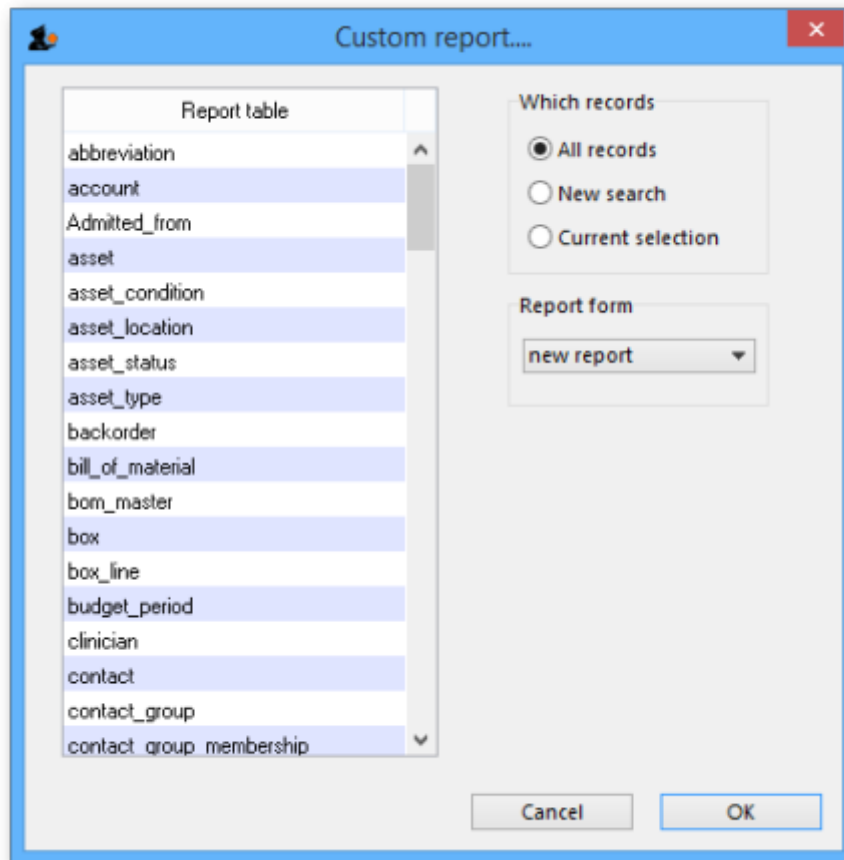 Custom report....
Report table
abbreviation
account
Admitted_from
asset
asset_condition
asset_location
asset_status
asset_type
backorder
bill_of_material
bom_master
box
box_line
budget_period
clinician
contact
contact_group
contact_group_membership
Which records
All records
New search
Current selection
Report form
new report
Cancel
OK